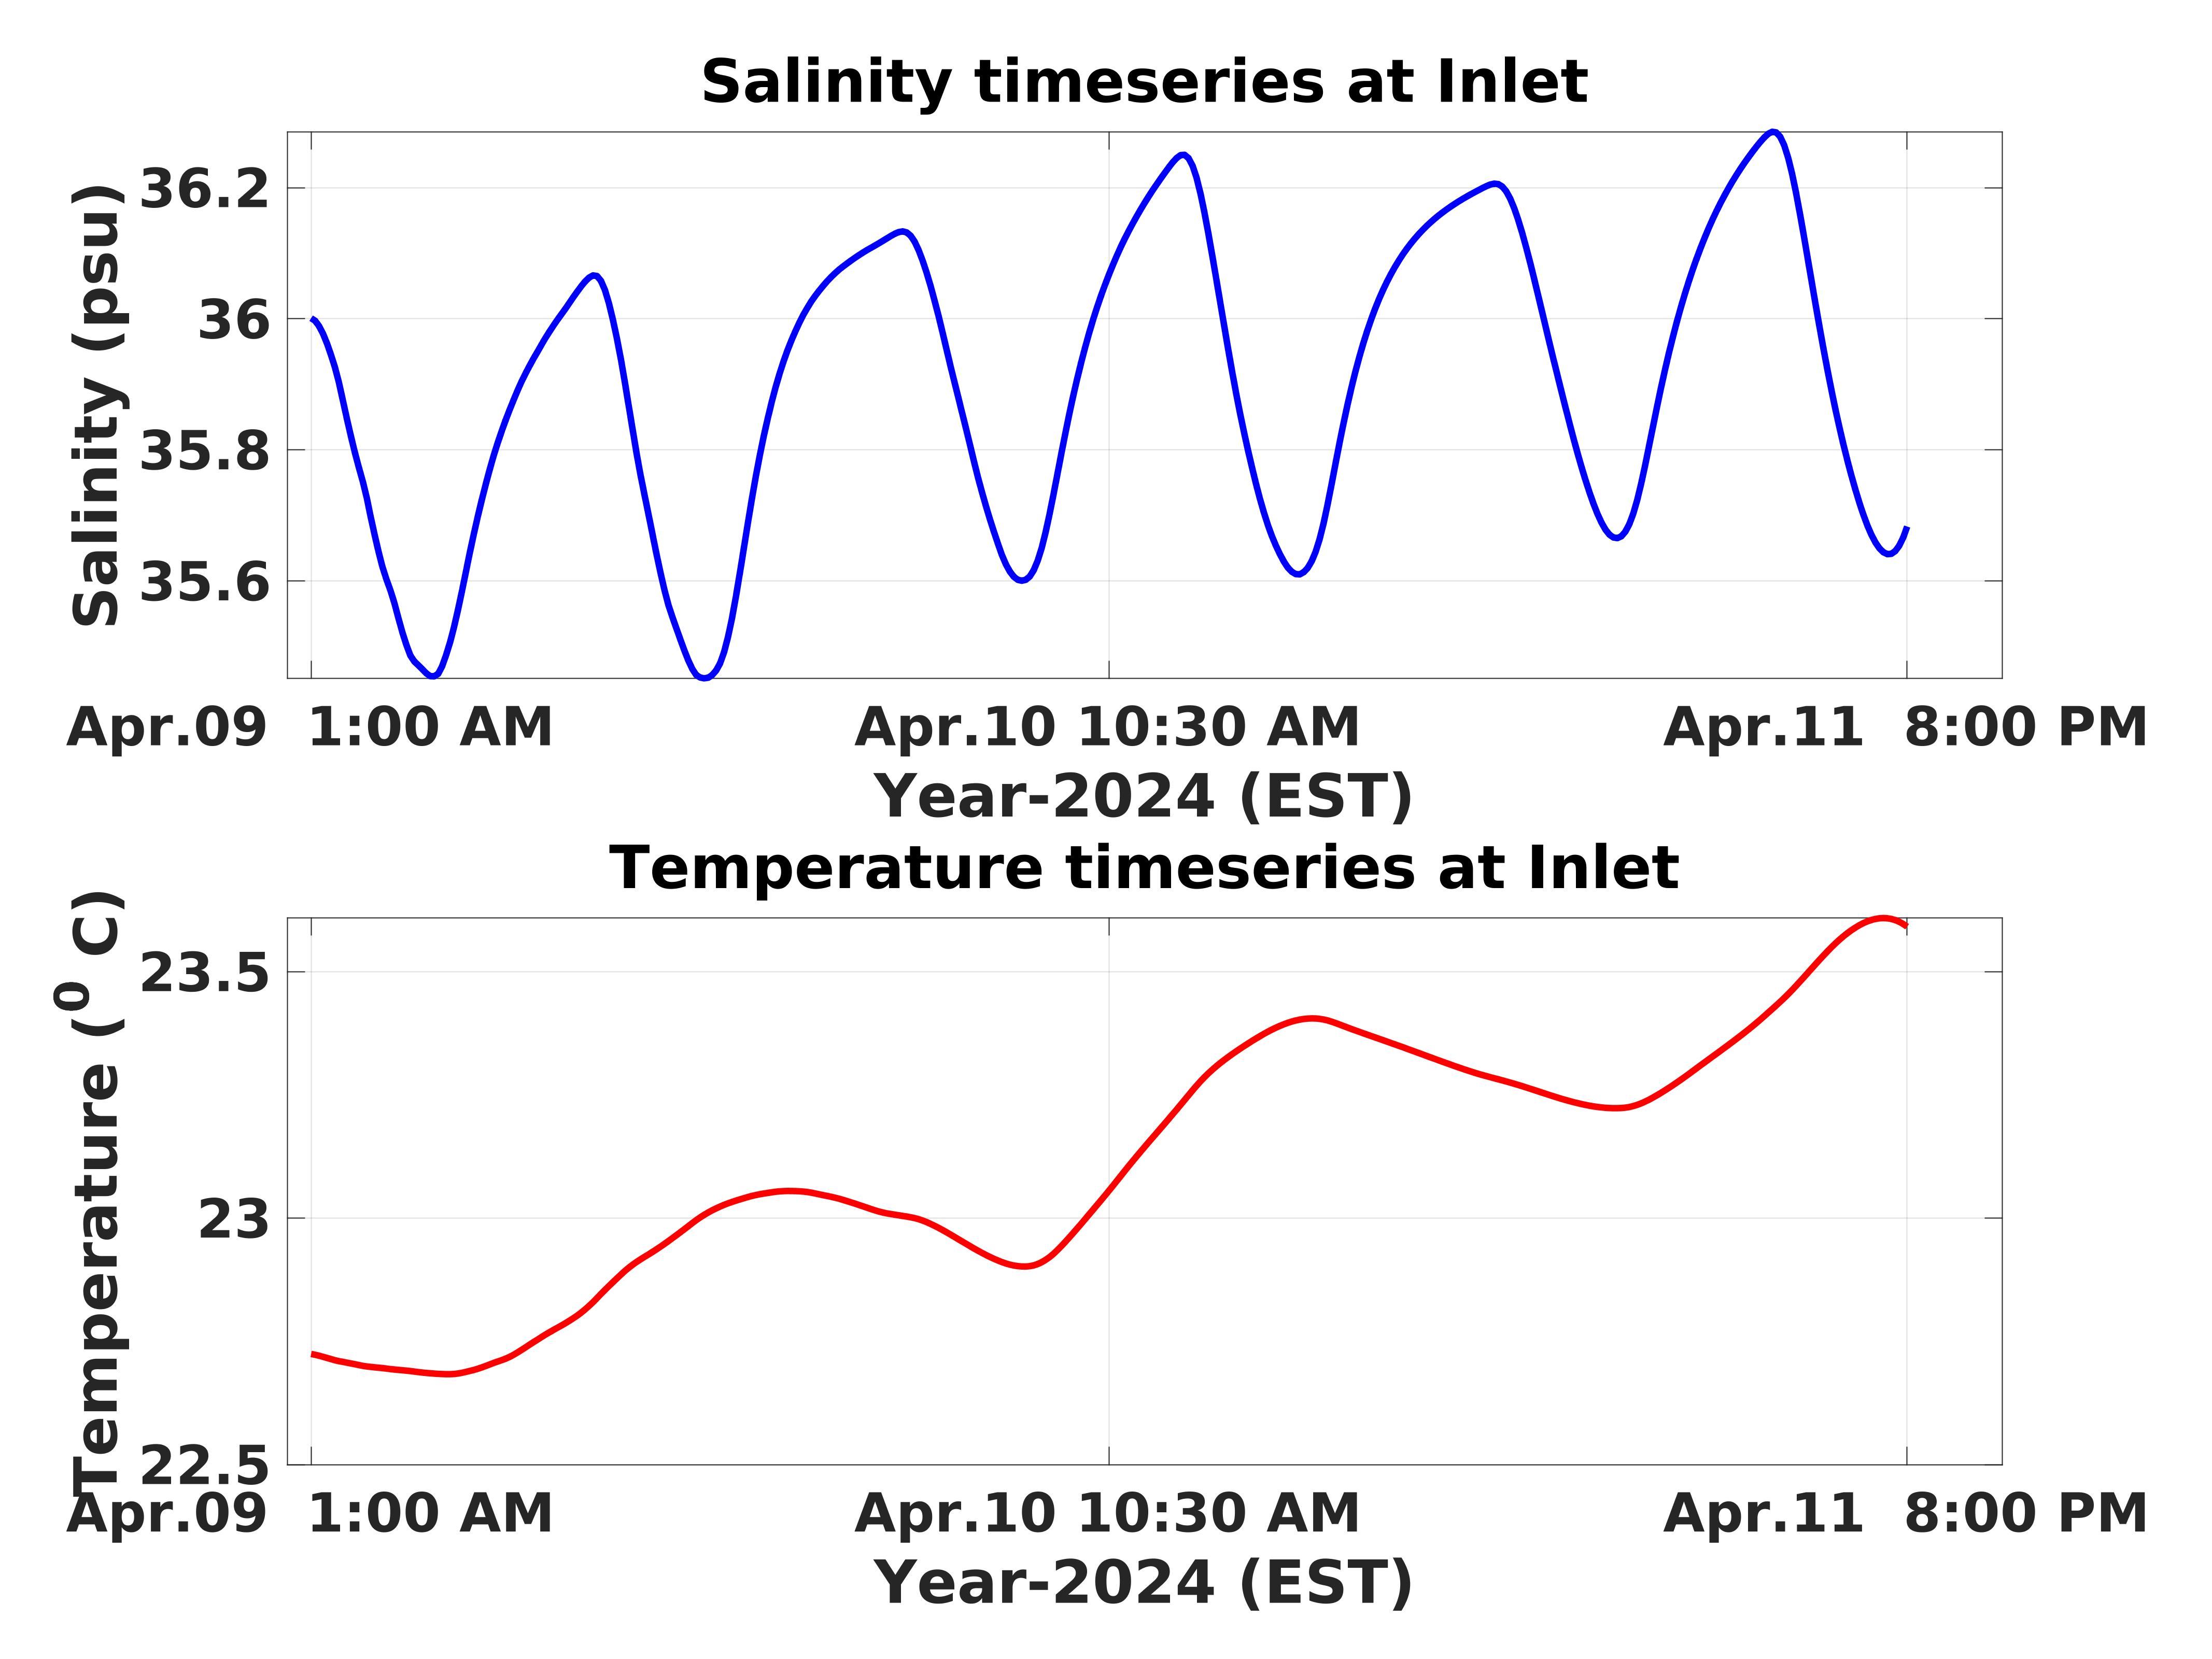 Salinity timeseries at Inlet
Salinity (psu)
36.2
36
35.8
35.6
Apr.09  1:00 AM
Apr.10 10:30 AM
Apr.11  8:00 PM
Year-2024 (EST)
Temperature timeseries at Inlet
Temperature (⁰ C)
23.5
23
22.5
Apr.09  1:00 AM
Apr.10 10:30 AM
Apr.11  8:00 PM
Year-2024 (EST)